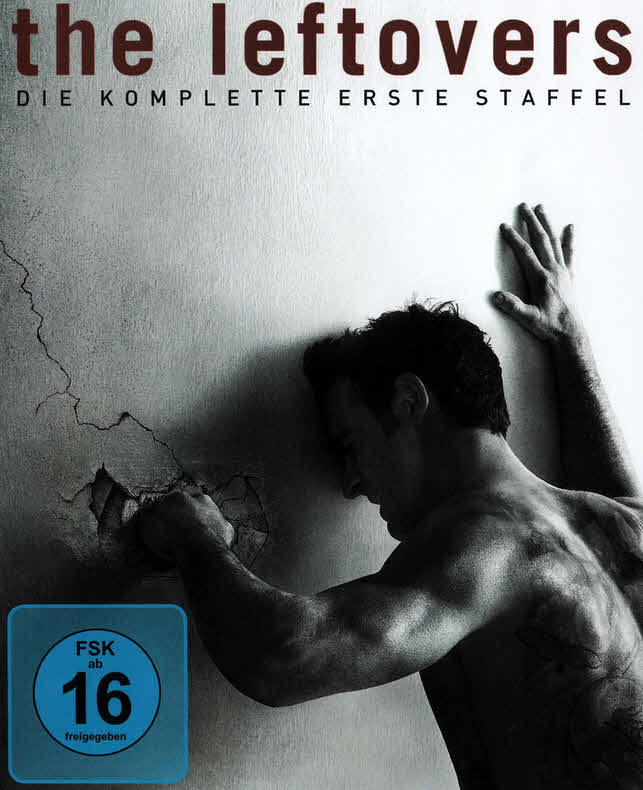 the leftovers
DIE KOMPLETTE ERSTE STAFFEL
FSK
ab
16
freigegeben